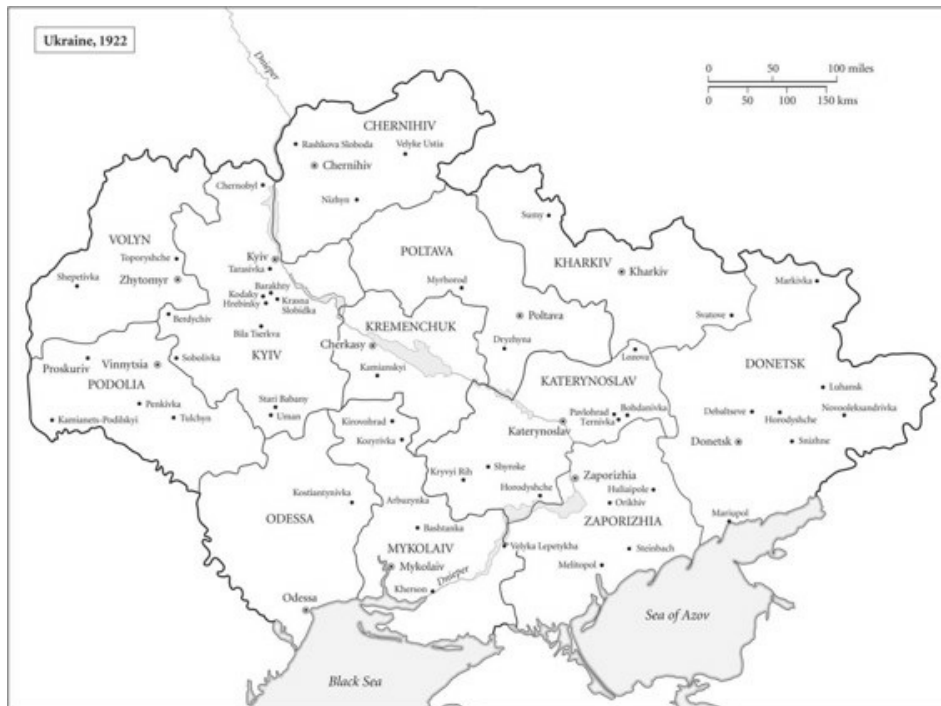 Ukraine, 1922
Dnieper
0 50 100 miles
0 50 100 150 kms
CHERNIHIV
Rashkova Sloboda
Velyke Ustia
Chernihiv
Chernobyl
Nizhyn
Sumy
VOLYN
Toporyshche
Kyiv
Tarasivka
POLTAVA
KHARKIV
Kharkiv
Shepetivka
Zhytomyr
Barakhty
Kodaky
Hrebinky
Krasna
Slobidka
Myrhorod
Markivka
Berdychiv
Bila Tserkva
KREMENCHUK
Poltava
Svatove
Cherkasy
Dryzhyna
Lozova
Proskuriv
Vinnytsia
Sobolivka
KYIV
DONETSK
PODOLIA
Kamianskyi
KATERYNOSLAV
Luhansk
Penkivka
Stari Babany
Pavlohrad
Bohdanivka
Debaltseve
Novooleksandrivka
Kamianets-Podilskyi
Tulchyn
Uman
Kirovohrad
Ternivka
Horodyshche
Katerynoslav
Kozyrivka
Donetsk
Snizhne
Shyroke
Kryvyi Rih
Zaporizhia
Kostiantynivka
Arbuzynka
Horodyshche
Huliaipole
Orikhiv
ODESSA
Bashtanka
ZAPORIZHIA
Mariupol
MYKOLAIV
Velyka Lepetykha
Steinbach
Mykolaiv
Dnieper
Melitopol
Kherson
Odessa
Sea of Azov
Black Sea